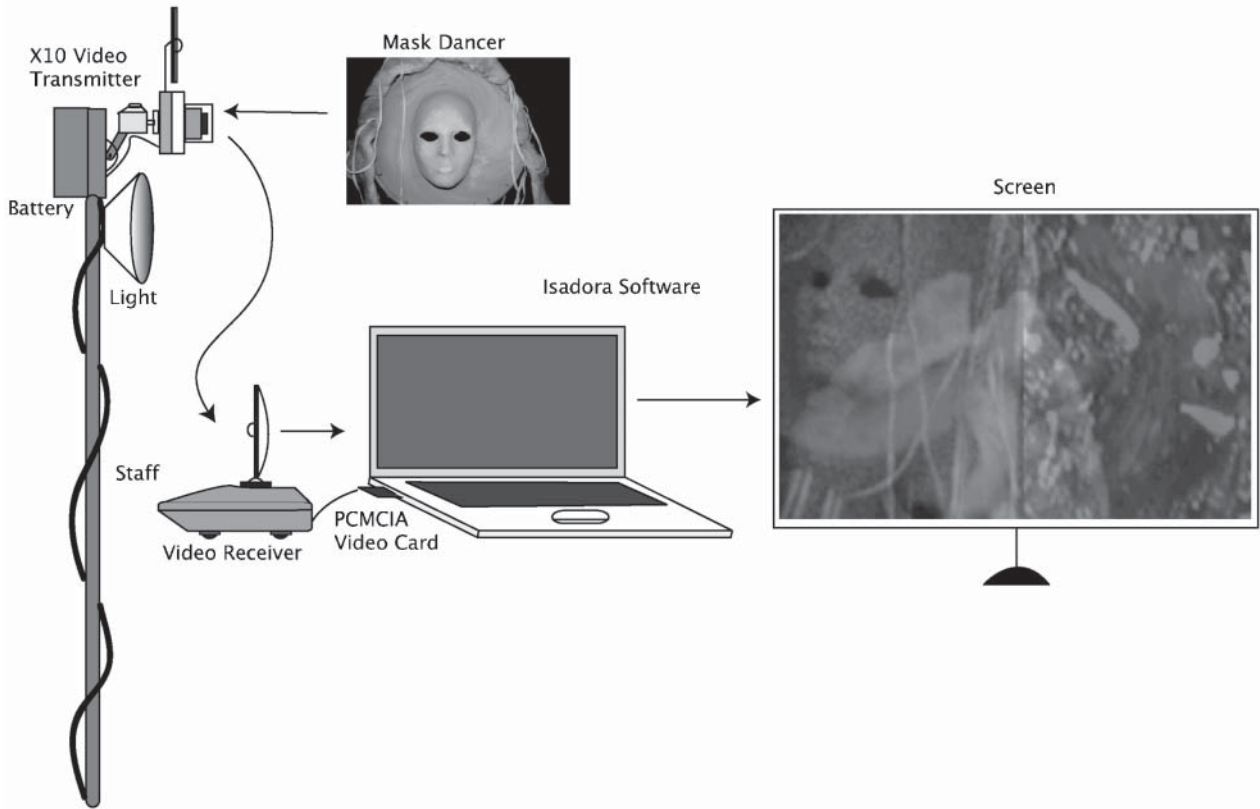 X10 Video
Transmitter
Mask Dancer
Battery
Screen
Light
Isadora Software
Staff
Video Receiver
PCMCIA
Video Card